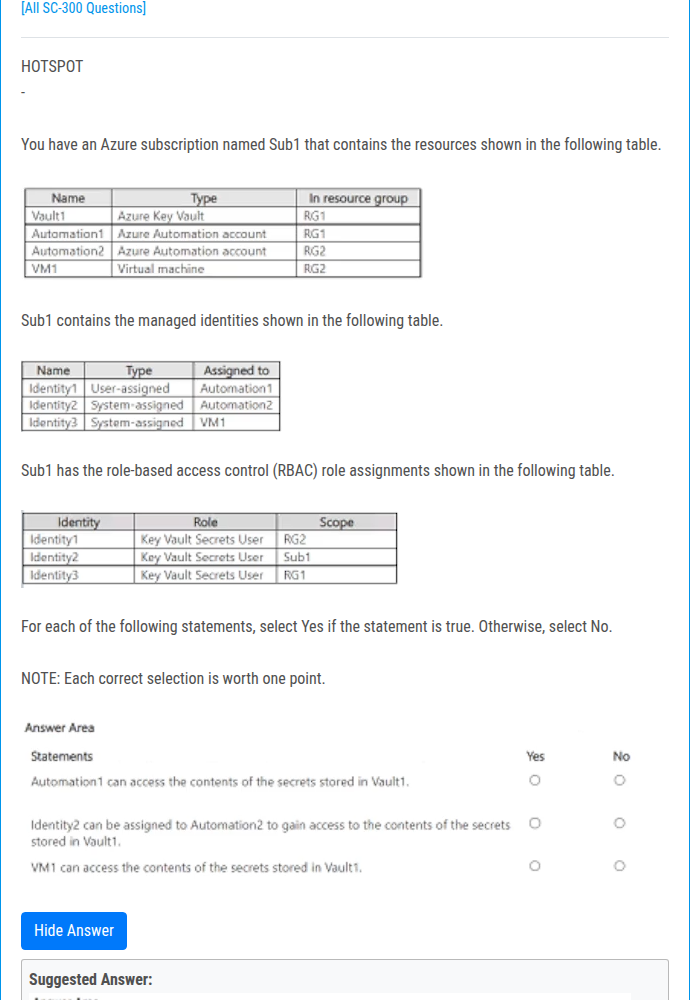 [All SC-300 Questions]
HOTSPOT
-
You have an Azure subscription named Sub1 that contains the resources shown in the following table.
Name Type In resource group
Vault1 Azure Key Vault RG1
Automation1 Azure Automation account RG1
Automation2 Azure Automation account RG2
VM1 Virtual machine RG2
Sub1 contains the managed identities shown in the following table.
Name Type Assigned to
Identity1 User-assigned Automation1
Identity2 System-assigned Automation2
Identity3 System-assigned VM1
Sub1 has the role-based access control (RBAC) role assignments shown in the following table.
Identity Role Scope
Identity1 Key Vault Secrets User RG2
Identity2 Key Vault Secrets User Sub1
Identity3 Key Vault Secrets User RG1
For each of the following statements, select Yes if the statement is true. Otherwise, select No.
NOTE: Each correct selection is worth one point.
Answer Area
Statements Yes No
Automation1 can access the contents of the secrets stored in Vault1.
Identity2 can be assigned to Automation2 to gain access to the contents of the secrets
stored in Vault1.
VM1 can access the contents of the secrets stored in Vault1.
Hide Answer
Suggested Answer: